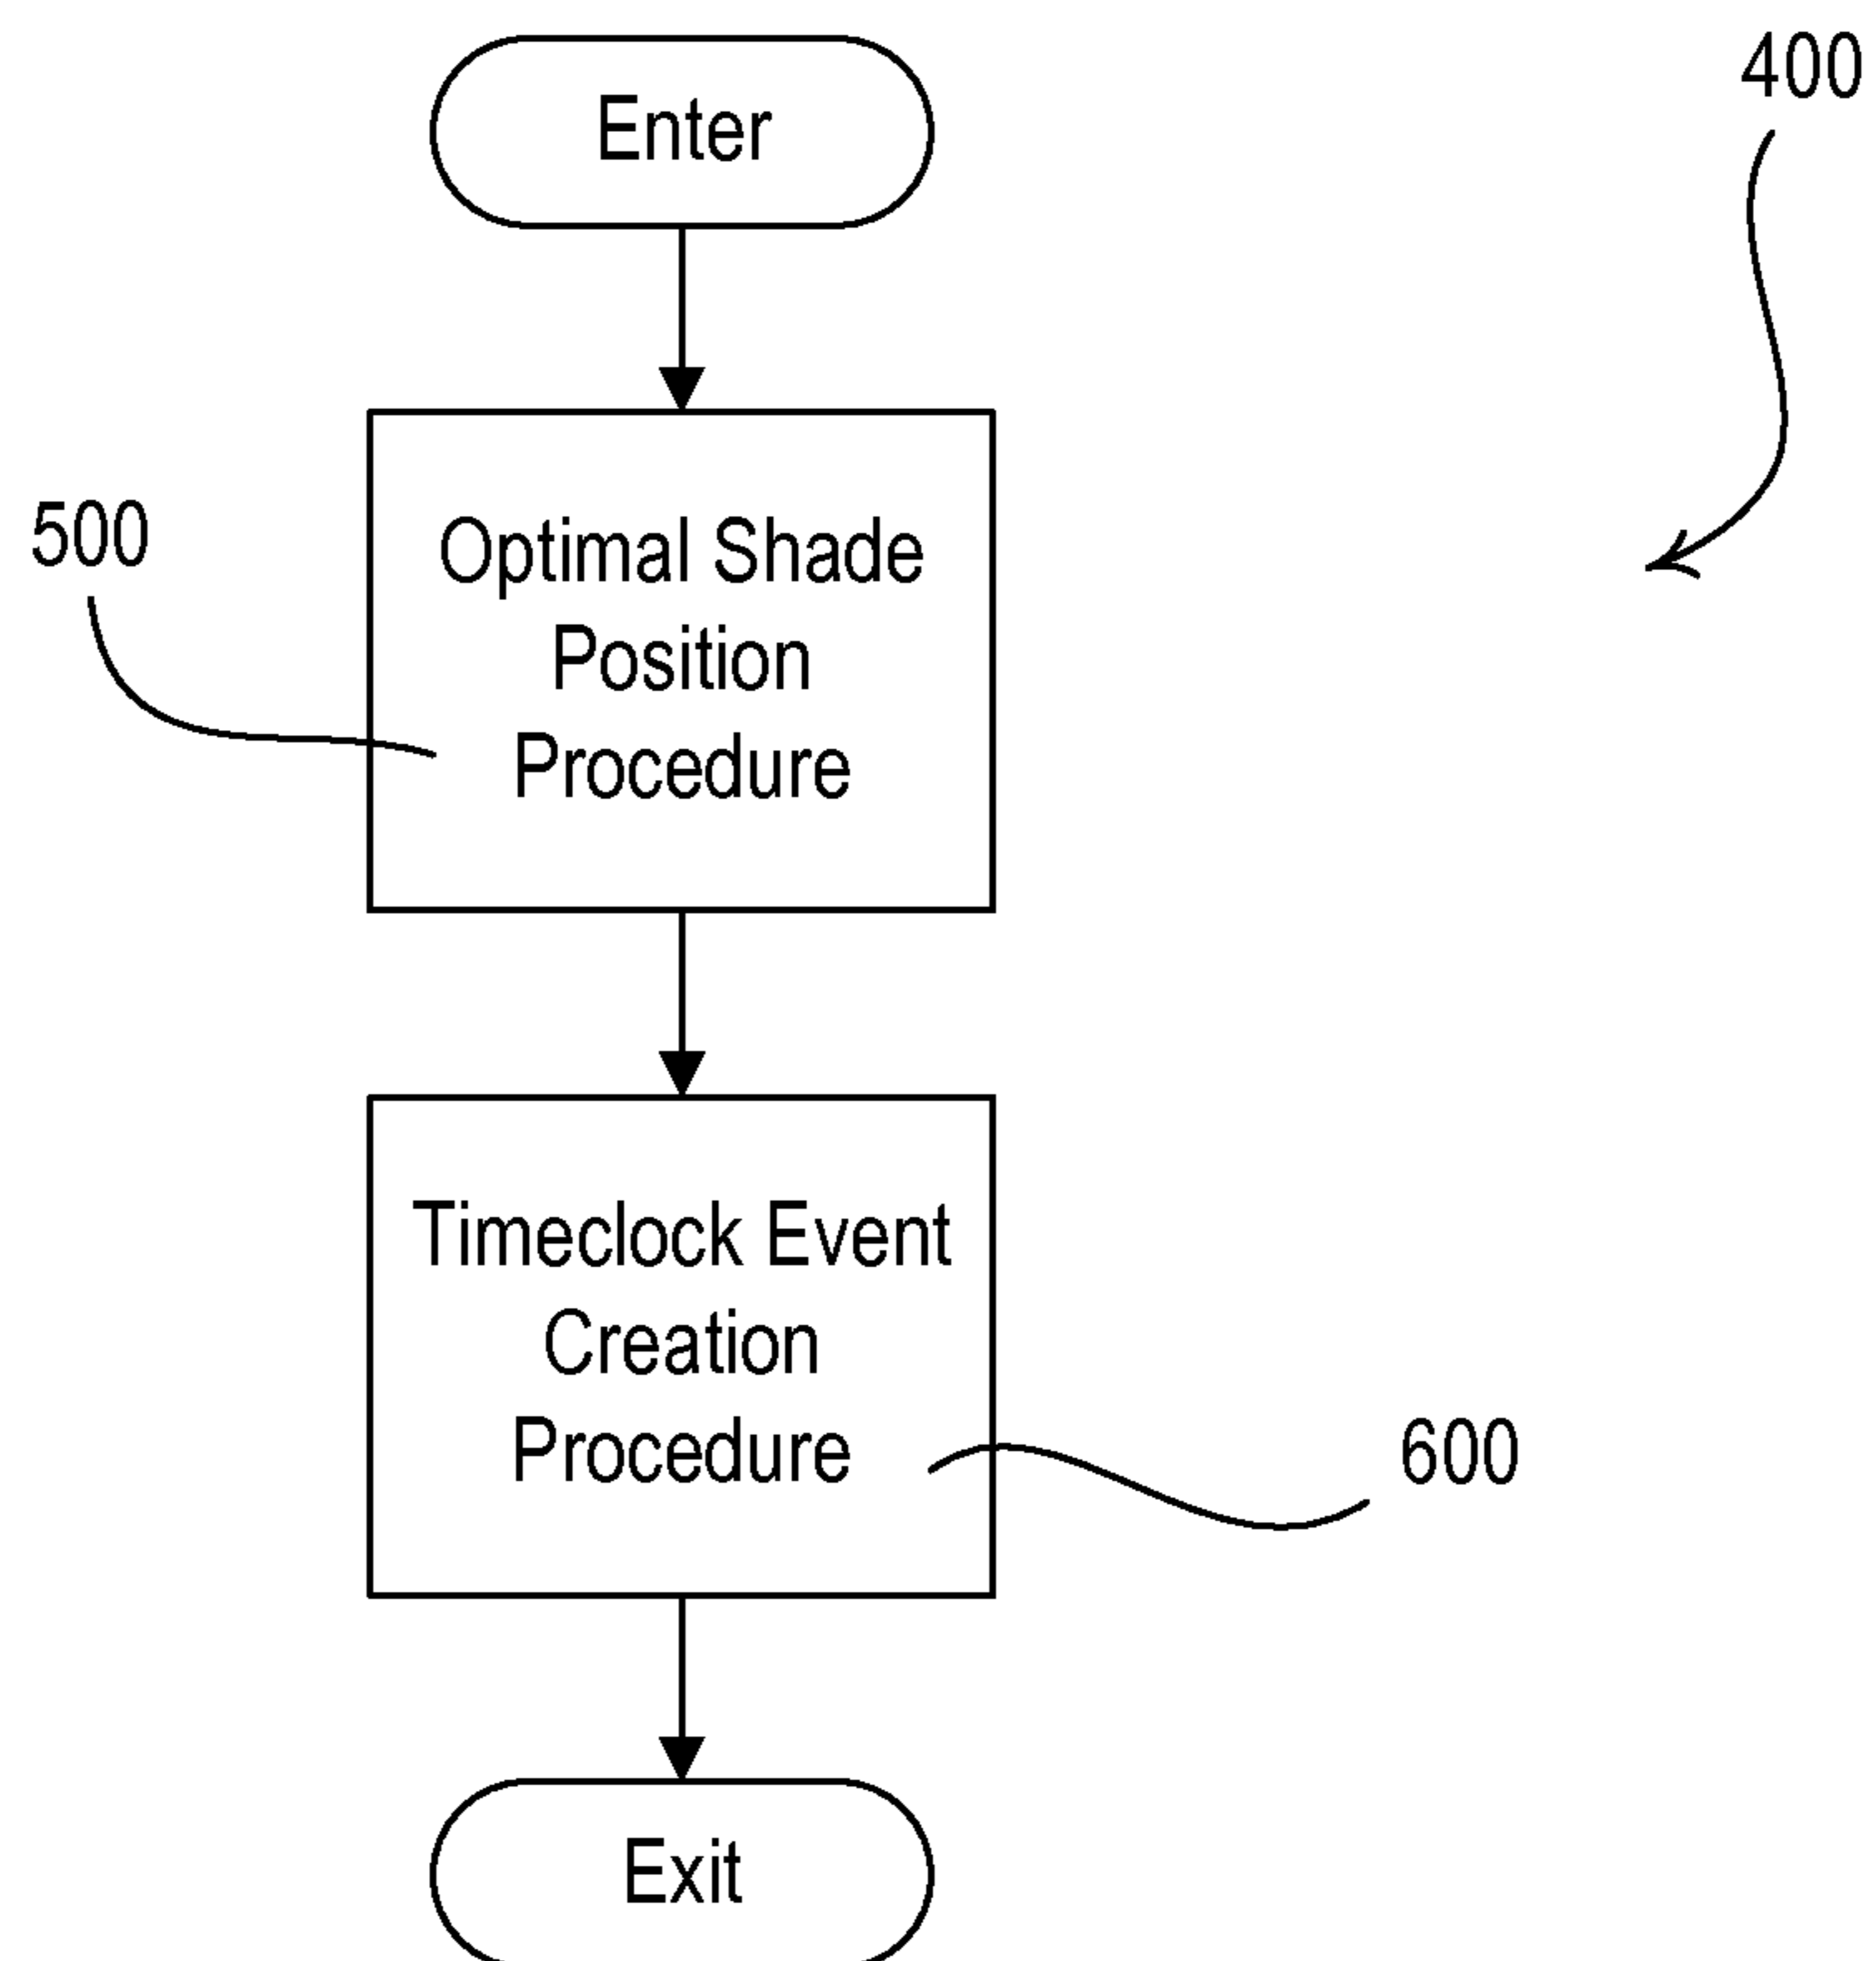 Enter
400
500
Optimal Shade
Position
Procedure
Timeclock Event
Creation
Procedure
600
Exit